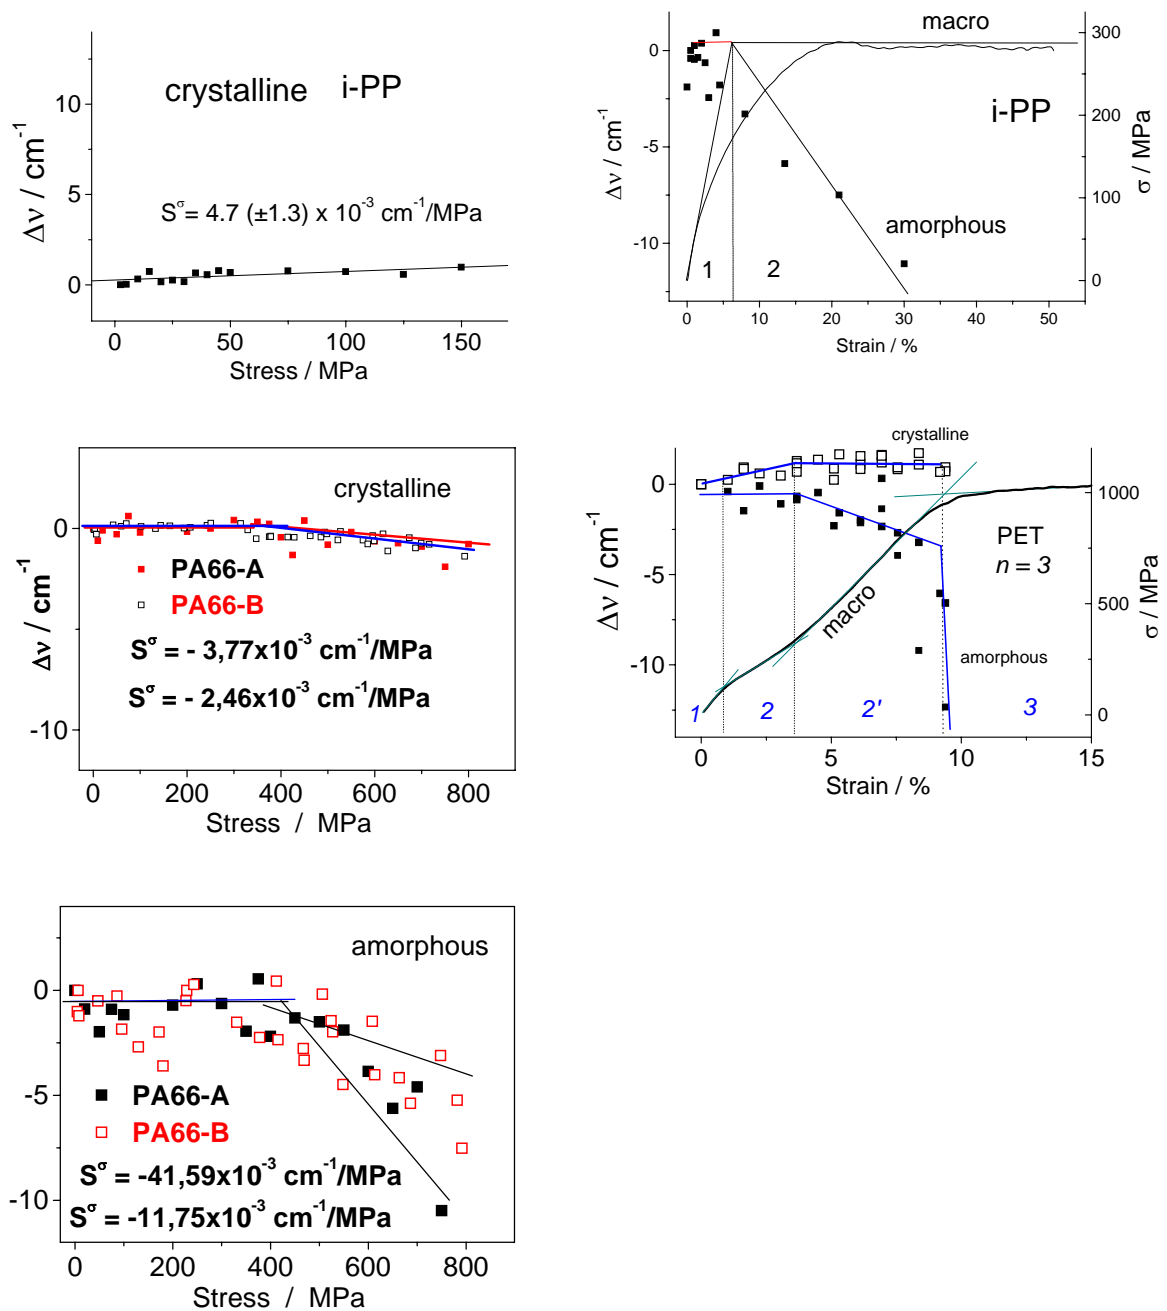 crystalline i-PP
S^σ = 4.7 (±1.3) x 10^-3 cm^-1/MPa
Δν / cm^-1
10
5
0
0 50 100 150
Stress / MPa
macro
i-PP
amorphous
1 2
Δν / cm^-1
0
-5
-10
σ / MPa
300
200
100
0
0 10 20 30 40 50
Strain / %
crystalline
PA66-A
PA66-B
S^σ = - 3,77x10^-3 cm^-1/MPa
S^σ = - 2,46x10^-3 cm^-1/MPa
Δν / cm^-1
0
-10
0 200 400 600 800
Stress / MPa
crystalline
PET
n = 3
macro
amorphous
1 2 2' 3
Δν / cm^-1
0
-5
-10
σ / MPa
1000
500
0
0 5 10 15
Strain / %
amorphous
PA66-A
PA66-B
S^σ = -41,59x10^-3 cm^-1/MPa
S^σ = -11,75x10^-3 cm^-1/MPa
Δν / cm^-1
0
-5
-10
0 200 400 600 800
Stress / MPa